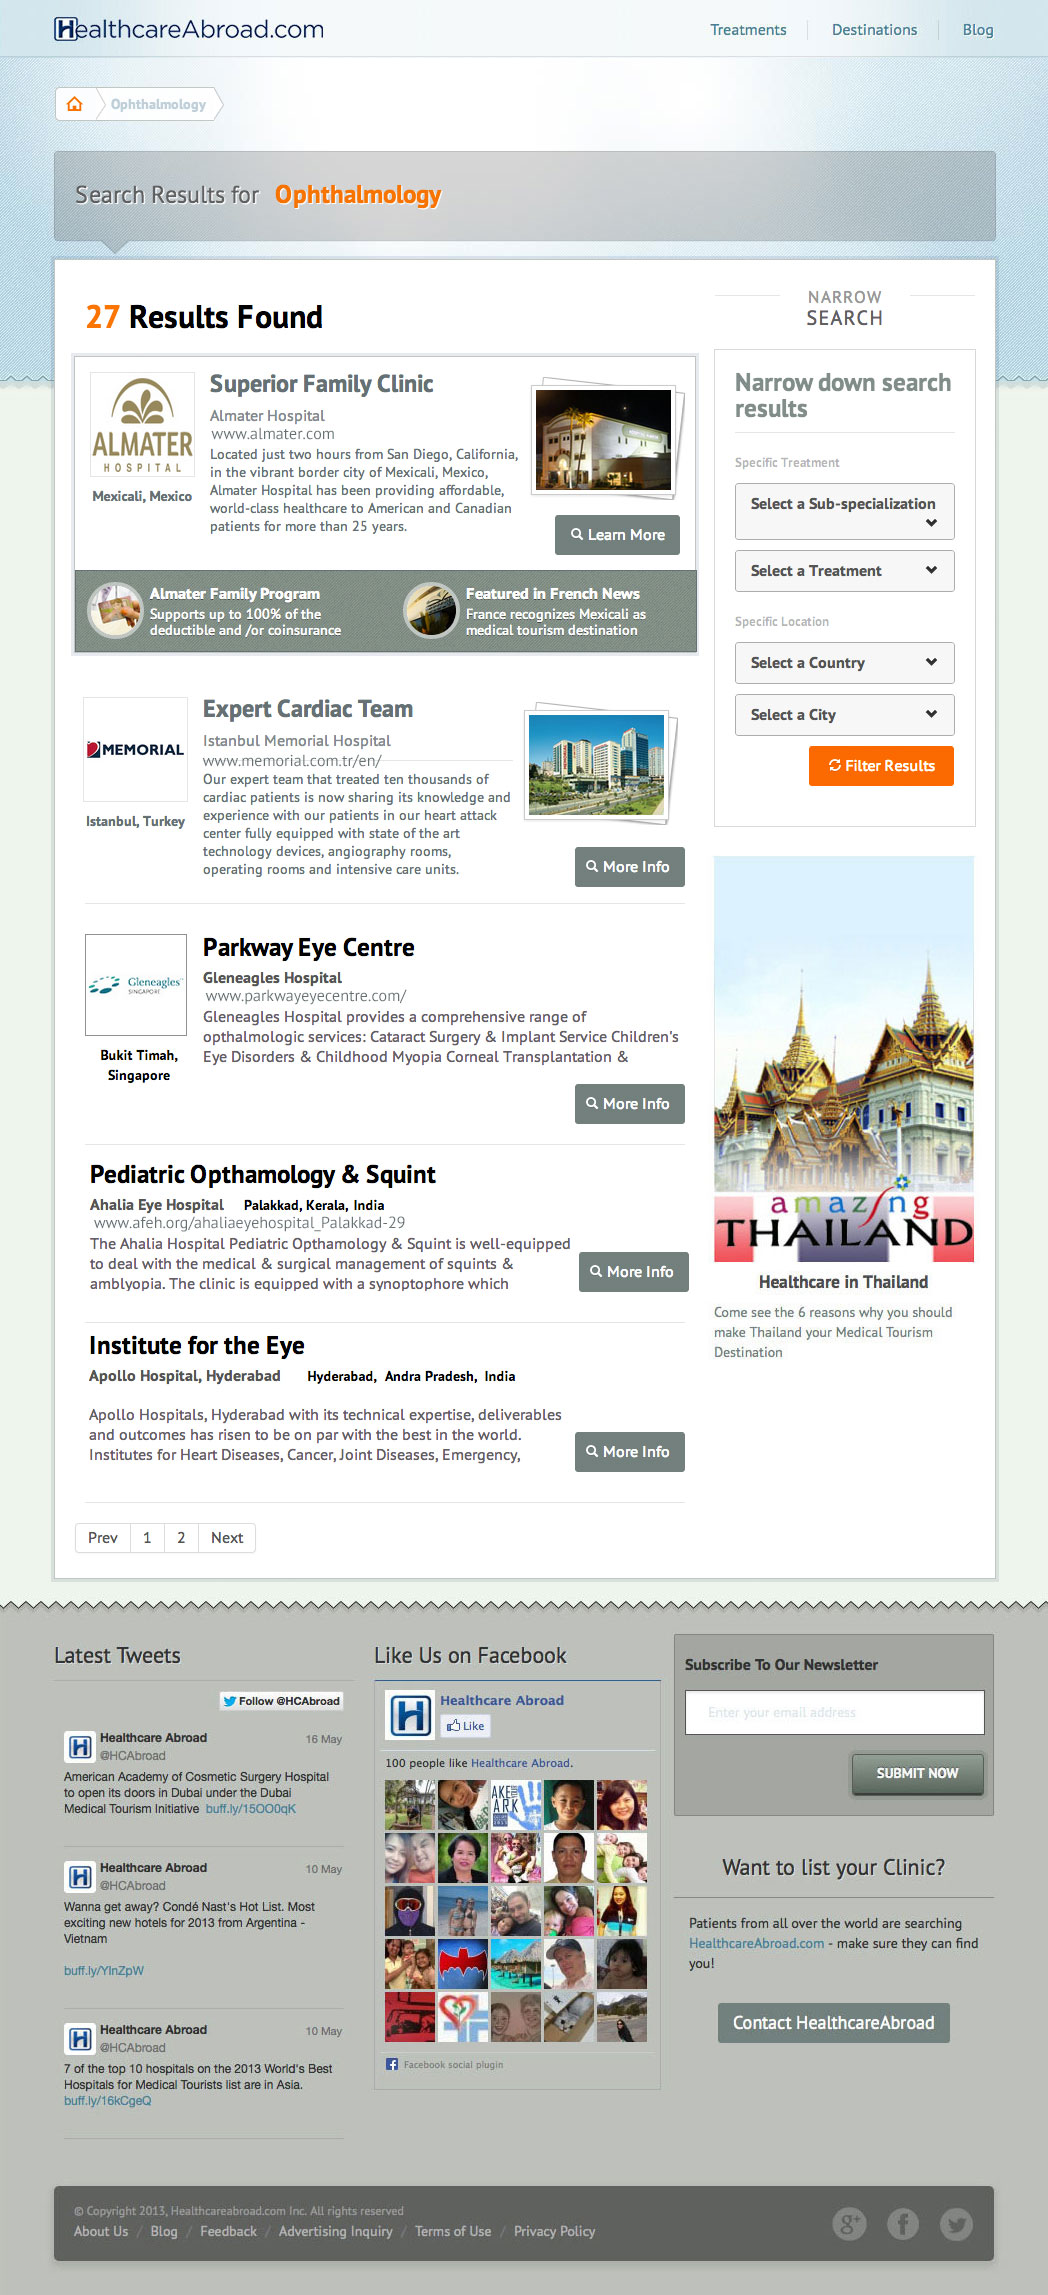 HealthcareAbroad.com
Treatments
Destinations
Blog
Ophthalmology
Search Results for Ophthalmology
27 Results Found
ALMATER
HOSPITAL
Mexicali, Mexico
Superior Family Clinic
Almater Hospital
www.almater.com
Located just two hours from San Diego, California,
in the vibrant border city of Mexicali, Mexico,
Almater Hospital has been providing affordable,
world-class healthcare to American and Canadian
patients for more than 25 years.
Learn More
Almater Family Program
Supports up to 100% of the
deductible and /or coinsurance
Featured in French News
France recognizes Mexicali as
medical tourism destination
MEMORIAL
Istanbul, Turkey
Expert Cardiac Team
Istanbul Memorial Hospital
www.memorial.com.tr/en/
Our expert team that treated ten thousands of
cardiac patients is now sharing its knowledge and
experience with our patients in our heart attack
center fully equipped with state of the art
technology devices, angiography rooms,
operating rooms and intensive care units.
More Info
Gleneagles
SINGAPORE
Bukit Timah,
Singapore
Parkway Eye Centre
Gleneagles Hospital
www.parkwayeyecentre.com/
Gleneagles Hospital provides a comprehensive range of
opthalmologic services: Cataract Surgery & Implant Service Children's
Eye Disorders & Childhood Myopia Corneal Transplantation &
More Info
Pediatric Opthamology & Squint
Ahalia Eye Hospital Palakkad, Kerala, India
www.afeh.org/ahaliaeyehospital_Palakkad-29
The Ahalia Hospital Pediatric Opthamology & Squint is well-equipped
to deal with the medical & surgical management of squints &
amblyopia. The clinic is equipped with a synoptophore which
More Info
Institute for the Eye
Apollo Hospital, Hyderabad Hyderabad, Andra Pradesh, India
Apollo Hospitals, Hyderabad with its technical expertise, deliverables
and outcomes has risen to be on par with the best in the world.
Institutes for Heart Diseases, Cancer, Joint Diseases, Emergency,
More Info
Prev 1 2 Next
NARROW
SEARCH
Narrow down search
results
Specific Treatment
Select a Sub-specialization
Select a Treatment
Specific Location
Select a Country
Select a City
Filter Results
amazing
THAILAND
Healthcare in Thailand
Come see the 6 reasons why you should
make Thailand your Medical Tourism
Destination
Latest Tweets
Follow @HCAbroad
Healthcare Abroad 16 May
@HCAbroad
American Academy of Cosmetic Surgery Hospital
to open its doors in Dubai under the Dubai
Medical Tourism Initiative buff.ly/15OO0qK
Healthcare Abroad 10 May
@HCAbroad
Wanna get away? Condé Nast's Hot List. Most
exciting new hotels for 2013 from Argentina -
Vietnam
buff.ly/YInZpW
Healthcare Abroad 10 May
@HCAbroad
7 of the top 10 hospitals on the 2013 World's Best
Hospitals for Medical Tourists list are in Asia.
buff.ly/16kCgeQ
Like Us on Facebook
Healthcare Abroad
Like
100 people like Healthcare Abroad.
ARK
Facebook social plugin
Subscribe To Our Newsletter
Enter your email address
SUBMIT NOW
Want to list your Clinic?
Patients from all over the world are searching
HealthcareAbroad.com - make sure they can find
you!
Contact HealthcareAbroad
© Copyright 2013, Healthcareabroad.com Inc. All rights reserved
About Us / Blog / Feedback / Advertising Inquiry / Terms of Use / Privacy Policy